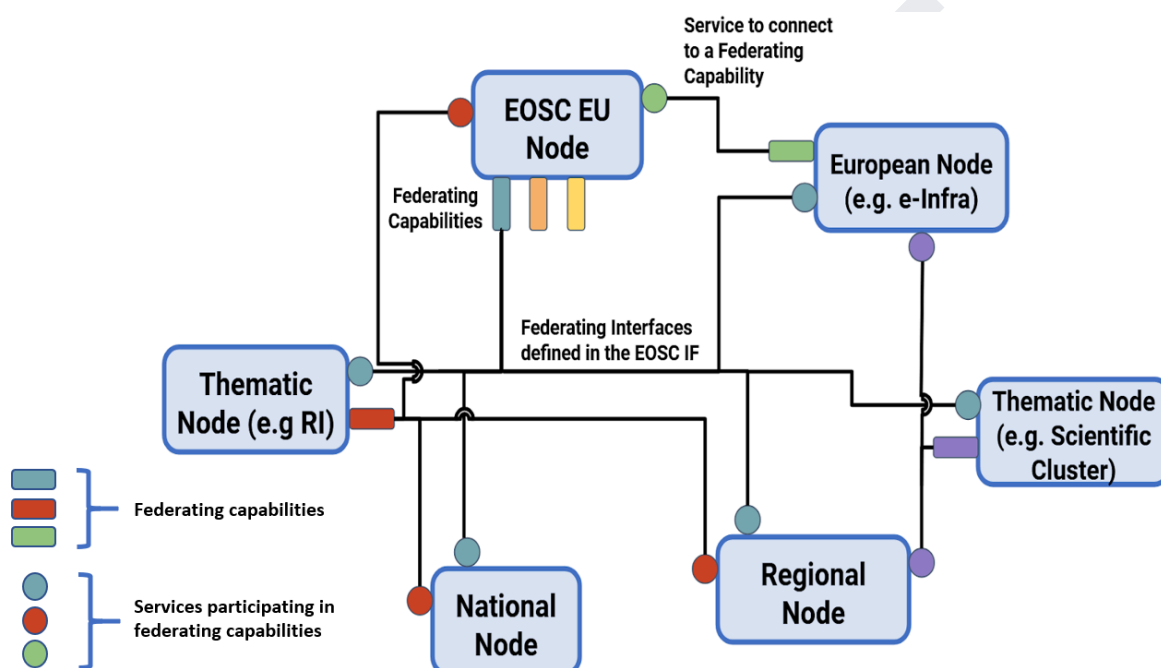 Service to connect
to a Federating
Capability
EOSC EU
Node
European Node
(e.g. e-Infra)
Federating
Capabilities
Federating Interfaces
defined in the EOSC IF
Thematic
Node (e.g RI)
Thematic Node
(e.g. Scientific
Cluster)
Federating capabilities
Services participating in
federating capabilities
National
Node
Regional
Node